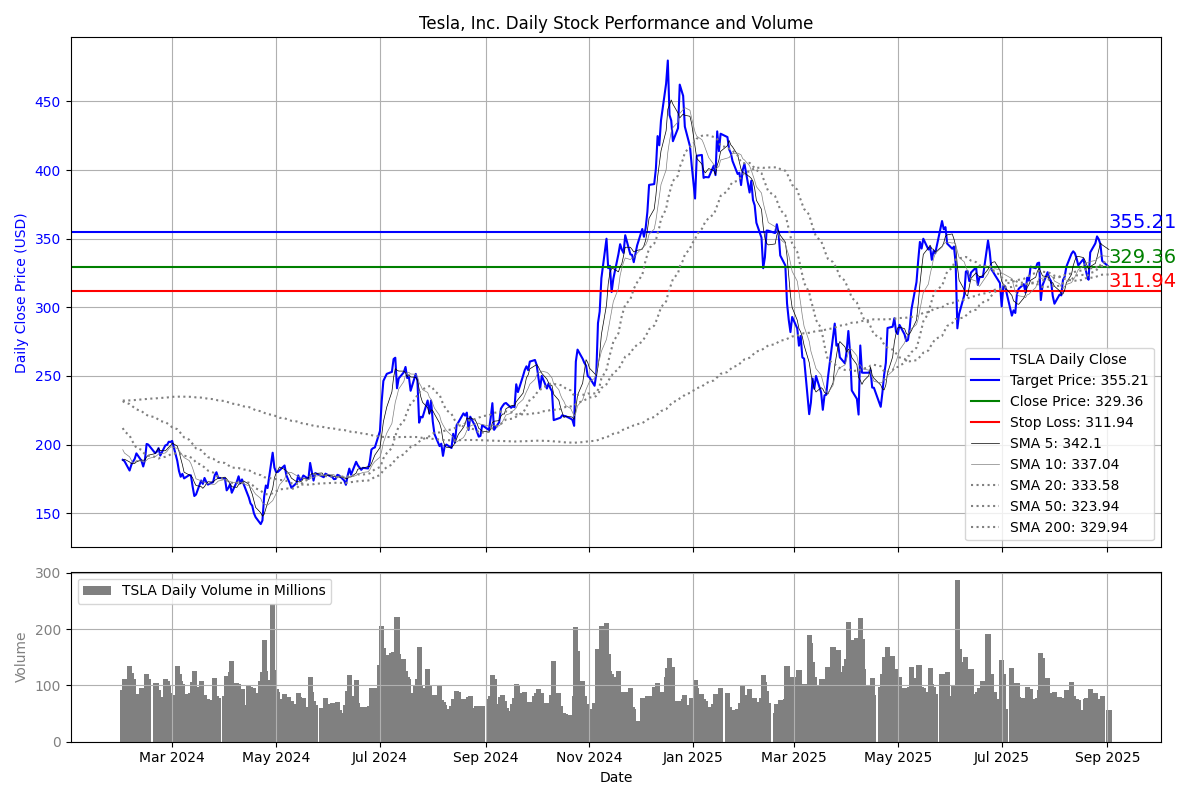 Tesla, Inc. Daily Stock Performance and Volume
Daily Close Price (USD)
450
400
350
300
250
200
150
355.21
329.36
311.94
TSLA Daily Close
Target Price: 355.21
Close Price: 329.36
Stop Loss: 311.94
SMA 5: 342.1
SMA 10: 337.04
SMA 20: 333.58
SMA 50: 323.94
SMA 200: 329.94
Volume
300
200
100
0
TSLA Daily Volume in Millions
Mar 2024 May 2024 Jul 2024 Sep 2024 Nov 2024 Jan 2025 Mar 2025 May 2025 Jul 2025 Sep 2025
Date